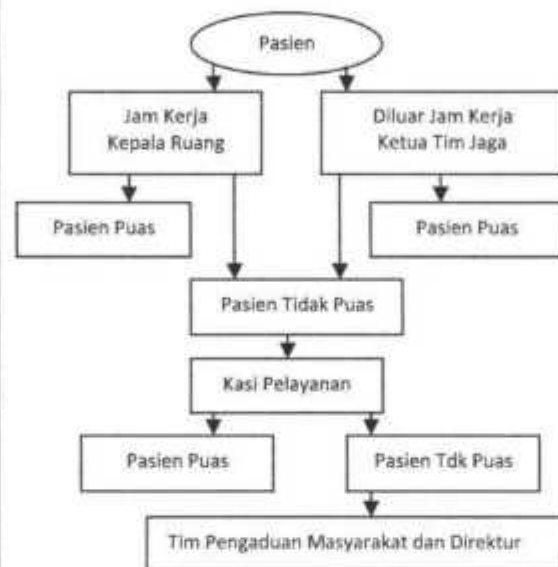 Pasien
Jam Kerja
Kepala Ruang
Diluar Jam Kerja
Ketua Tim Jaga
Pasien Puas
Pasien Puas
Pasien Tidak Puas
Kasi Pelayanan
Pasien Puas
Pasien Tdk Puas
Tim Pengaduan Masyarakat dan Direktur